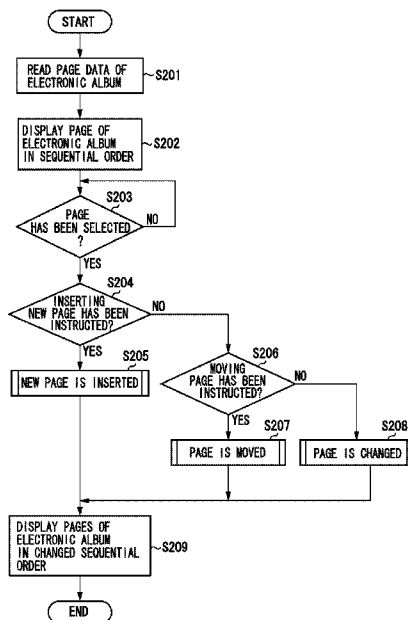 START
READ PAGE DATA OF
ELECTRONIC ALBUM
S201
DISPLAY PAGE OF
ELECTRONIC ALBUM
IN SEQUENTIAL ORDER
S202
S203
PAGE
HAS BEEN SELECTED
?
NO
YES
S204
INSERTING
NEW PAGE HAS BEEN
INSTRUCTED?
NO
YES
S205
NEW PAGE IS INSERTED
S206
MOVING
PAGE HAS BEEN
INSTRUCTED?
NO
YES
S207
PAGE IS MOVED
S208
PAGE IS CHANGED
DISPLAY PAGES OF
ELECTRONIC ALBUM
IN CHANGED SEQUENTIAL
ORDER
S209
END